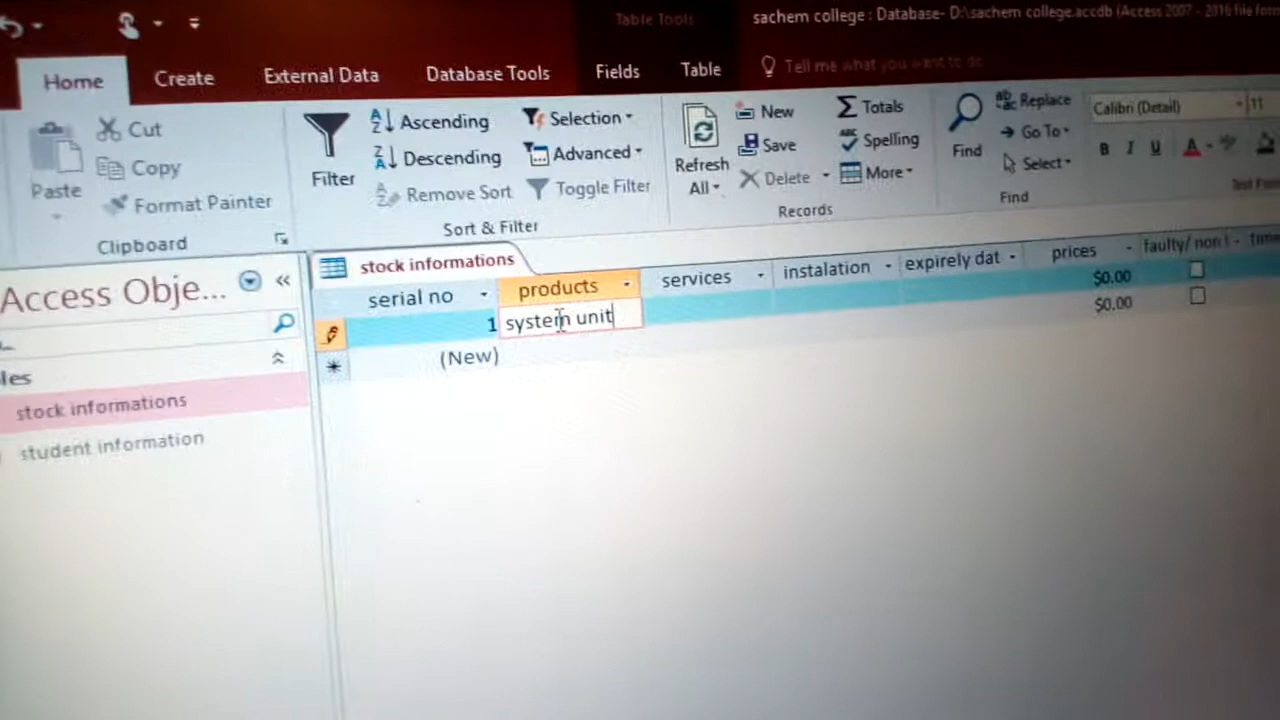 Table Tools
sachem college : Database- D:\sachem college.accdb (Access 2007 - 2016 file form
Home Create External Data Database Tools Fields Table Tell me what you want to do
Paste
Cut
Copy
Format Painter
Clipboard
Filter
Ascending
Descending
Remove Sort
Selection
Advanced
Toggle Filter
Sort & Filter
Refresh
All
New
Save
Delete
Totals
Spelling
More
Records
Find
Replace
Go To
Select
Find
Calibri (Detail) 11
B I U A
Access Obje...
les
stock informations
student information
stock informations
serial no products services instalation expirely dat prices faulty/ non
1 system unit $0.00
(New) $0.00